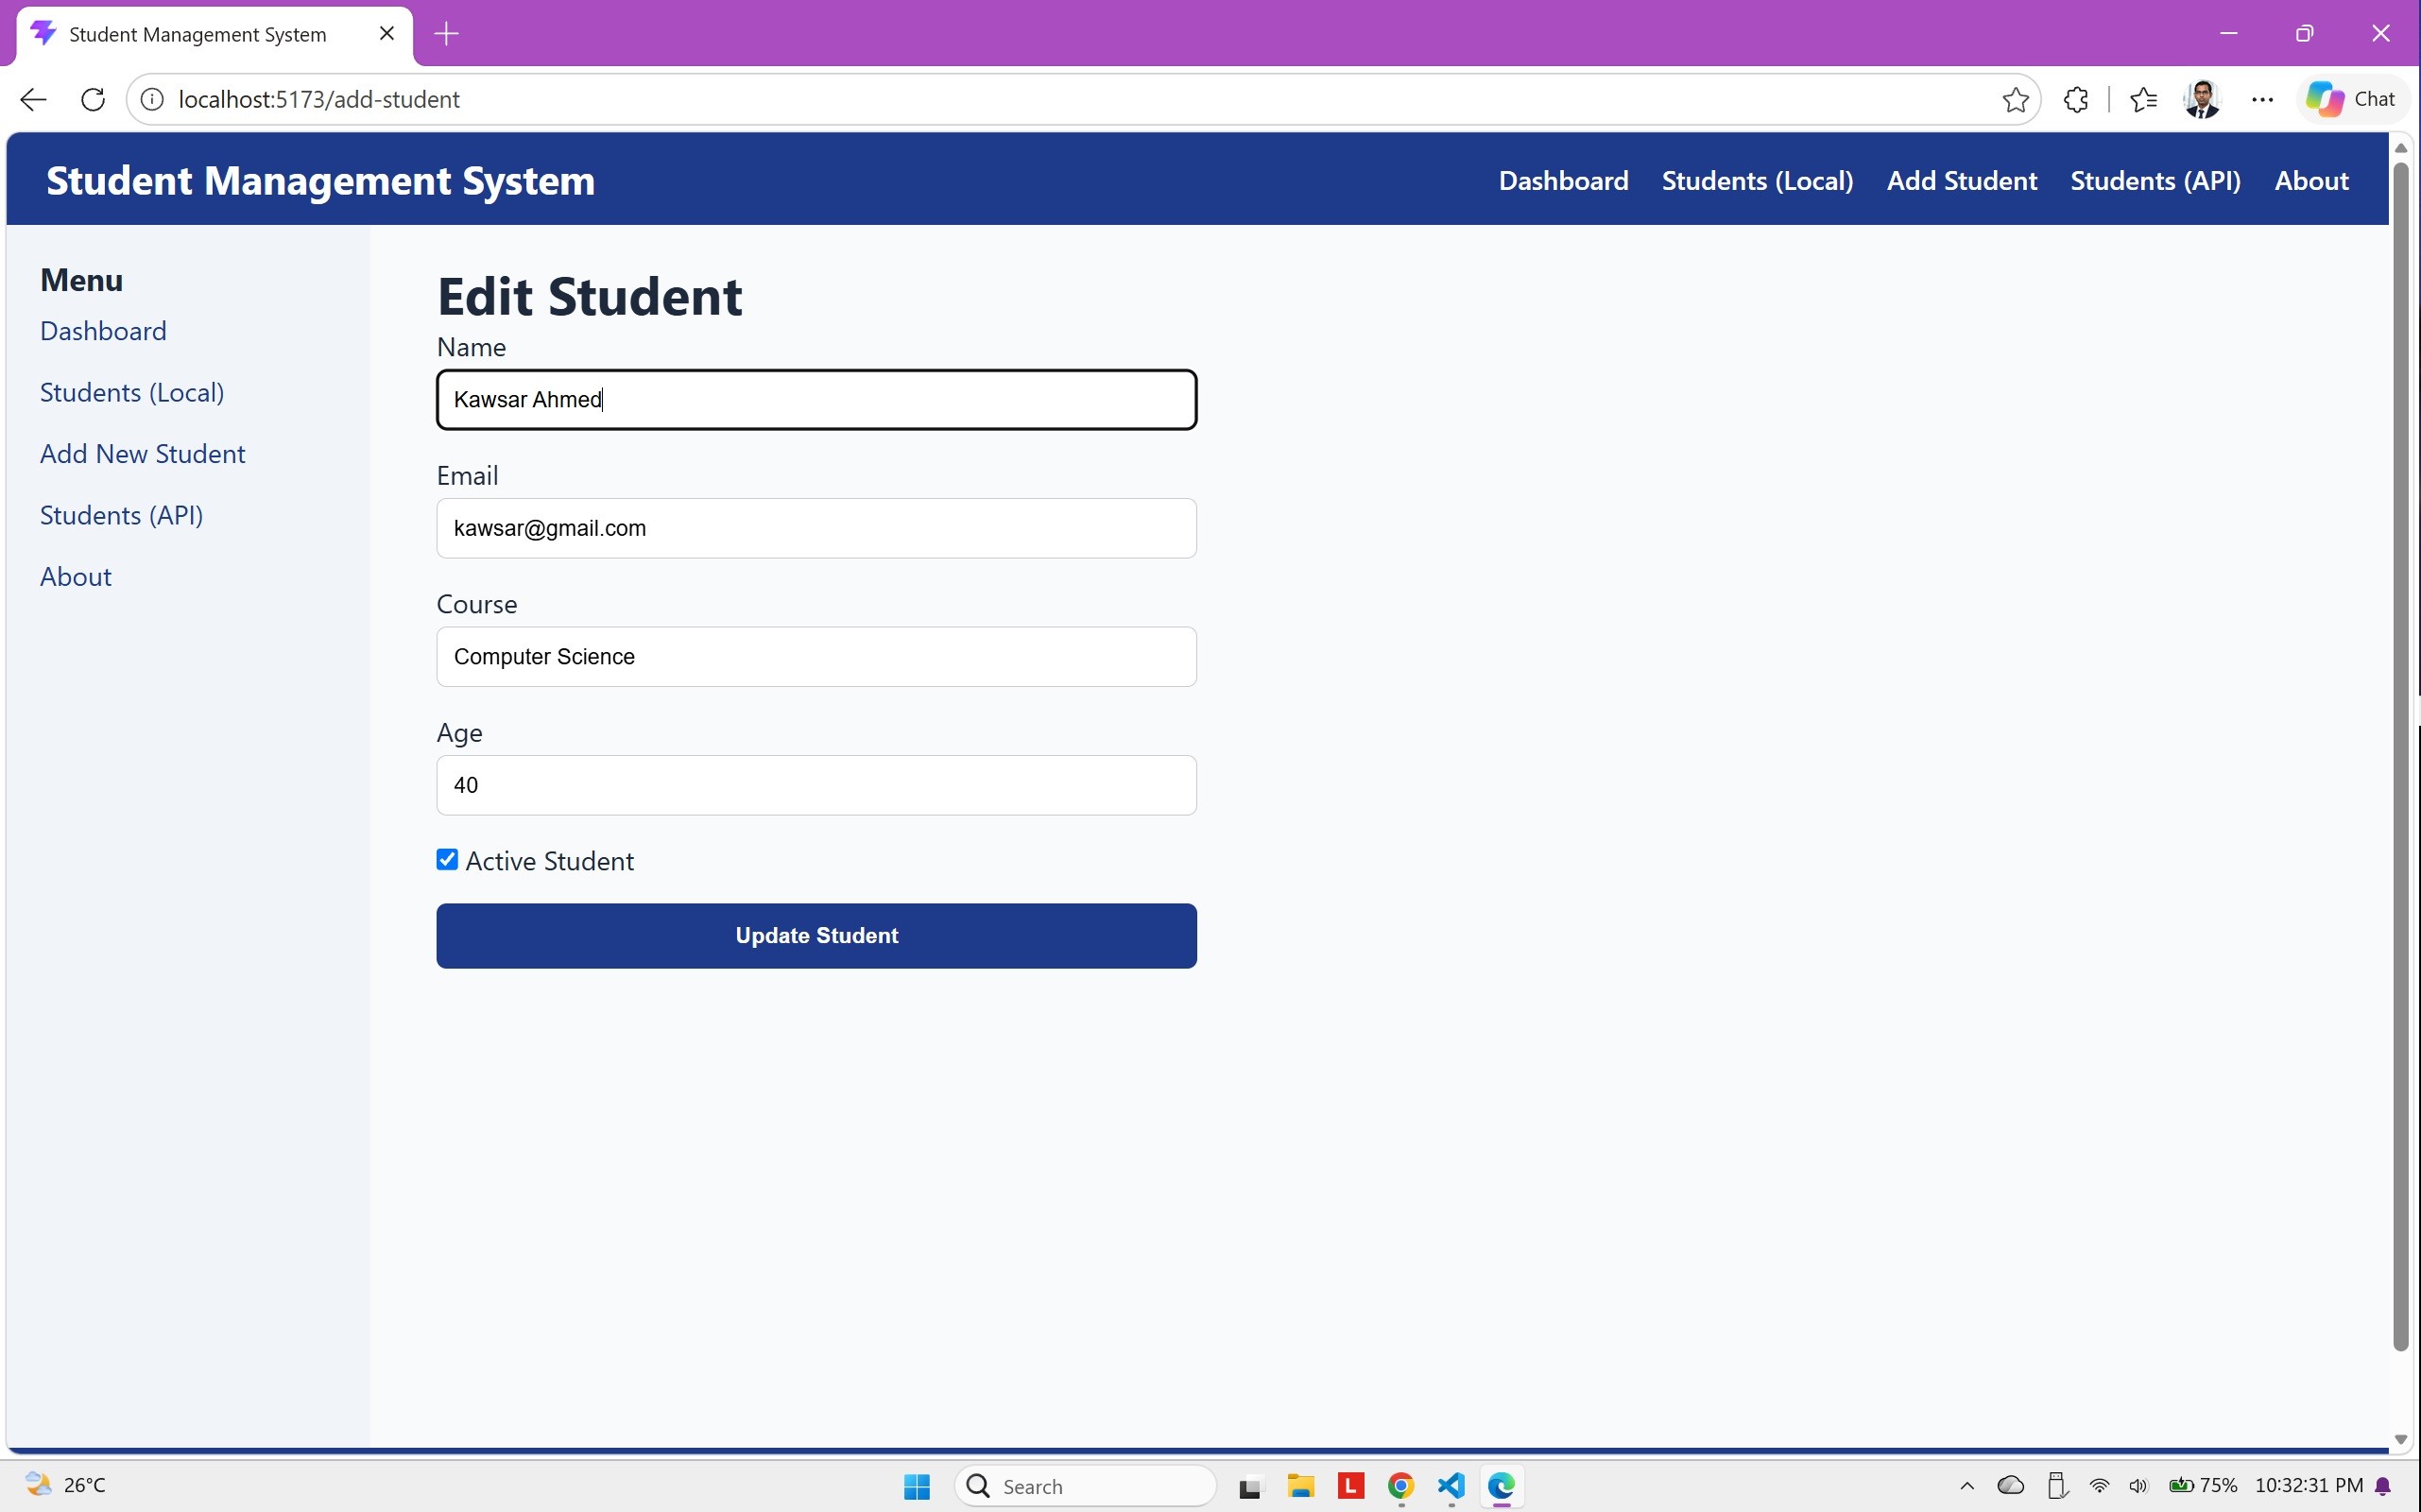 Student Management System
localhost:5173/add-student
Chat
Student Management System
Dashboard Students (Local) Add Student Students (API) About
Menu
Dashboard
Students (Local)
Add New Student
Students (API)
About
Edit Student
Name
Kawsar Ahmed
Email
kawsar@gmail.com
Course
Computer Science
Age
40
Active Student
Update Student
26°C
Search
L
75%
10:32:31 PM